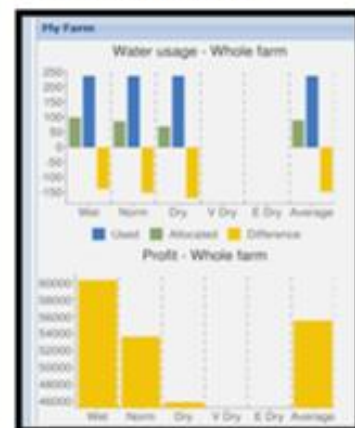 My Farm
Water usage - Whole farm
250
200
150
100
50
0
-50
-100
-150
Wet Norm Dry V Dry E Dry Average
Used Allocated Difference
Profit - Whole farm
60000
58000
56000
54000
52000
50000
48000
46000
Wet Norm Dry V Dry E Dry Average